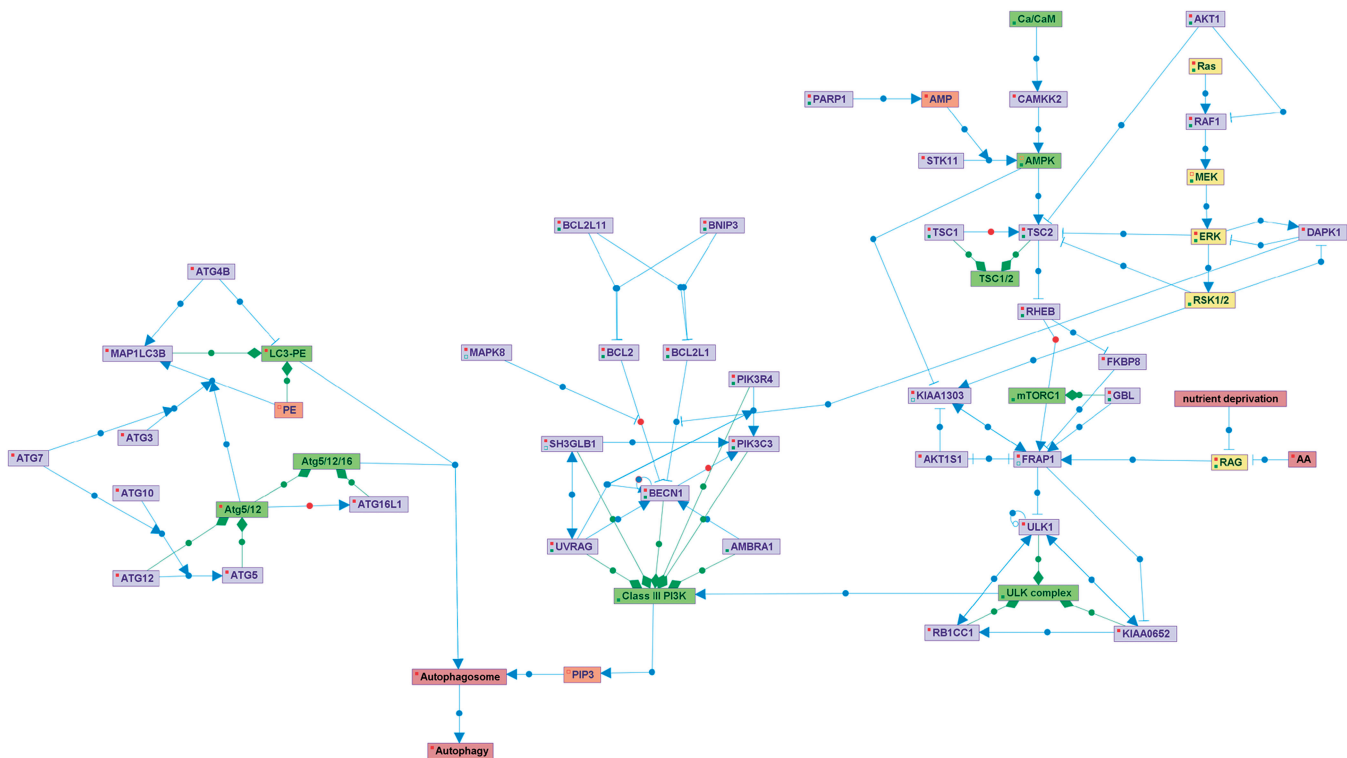 Ca/CaM
AKT1
Ras
PARP1
AMP
CAMKK2
RAF1
STK11
AMPK
MEK
BCL2L11
BNIP3
TSC1
TSC2
ERK
DAPK1
TSC1/2
ATG4B
RSK1/2
RHEB
MAP1LC3B
LC3-PE
MAPK8
BCL2
BCL2L1
FKBP8
PIK3R4
KIAA1303
mTORC1
GBL
nutrient deprivation
PE
ATG3
SH3GLB1
PIK3C3
ATG7
Atg5/12/16
AKT1S1
FRAP1
RAG
AA
ATG10
BECN1
Atg5/12
ATG16L1
ULK1
UVRAG
AMBRA1
ATG12
ATG5
Class III PI3K
ULK complex
RB1CC1
KIAA0652
Autophagosome
PIP3
Autophagy